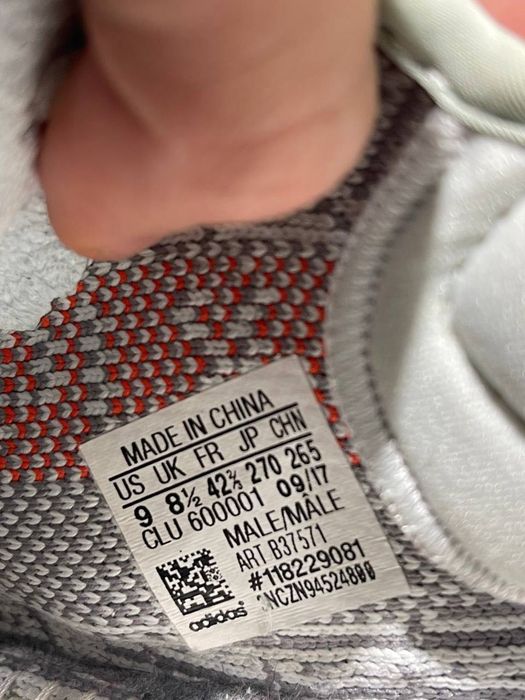 MADE IN CHINA
US UK FR JP CHN
9 8½ 42⅔ 270 265
CLU 600001 09/17
MALE/MÂLE
ART B37571
#118229081
adidas